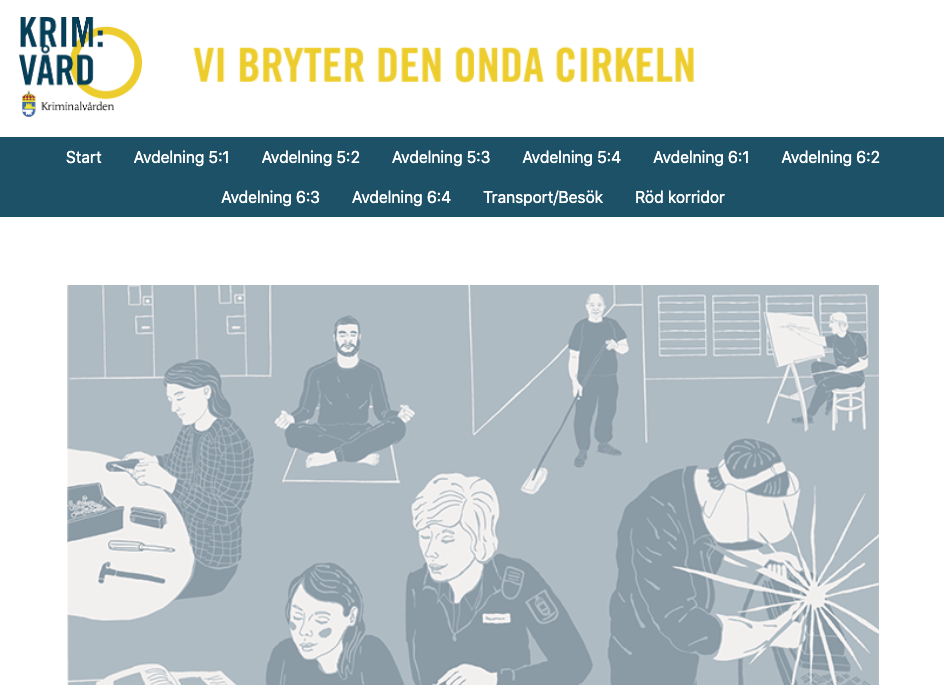 KRIM:
VÅRD
Kriminalvården
VI BRYTER DEN ONDA CIRKELN
Start Avdelning 5:1 Avdelning 5:2 Avdelning 5:3 Avdelning 5:4 Avdelning 6:1 Avdelning 6:2
Avdelning 6:3 Avdelning 6:4 Transport/Besök Röd korridor